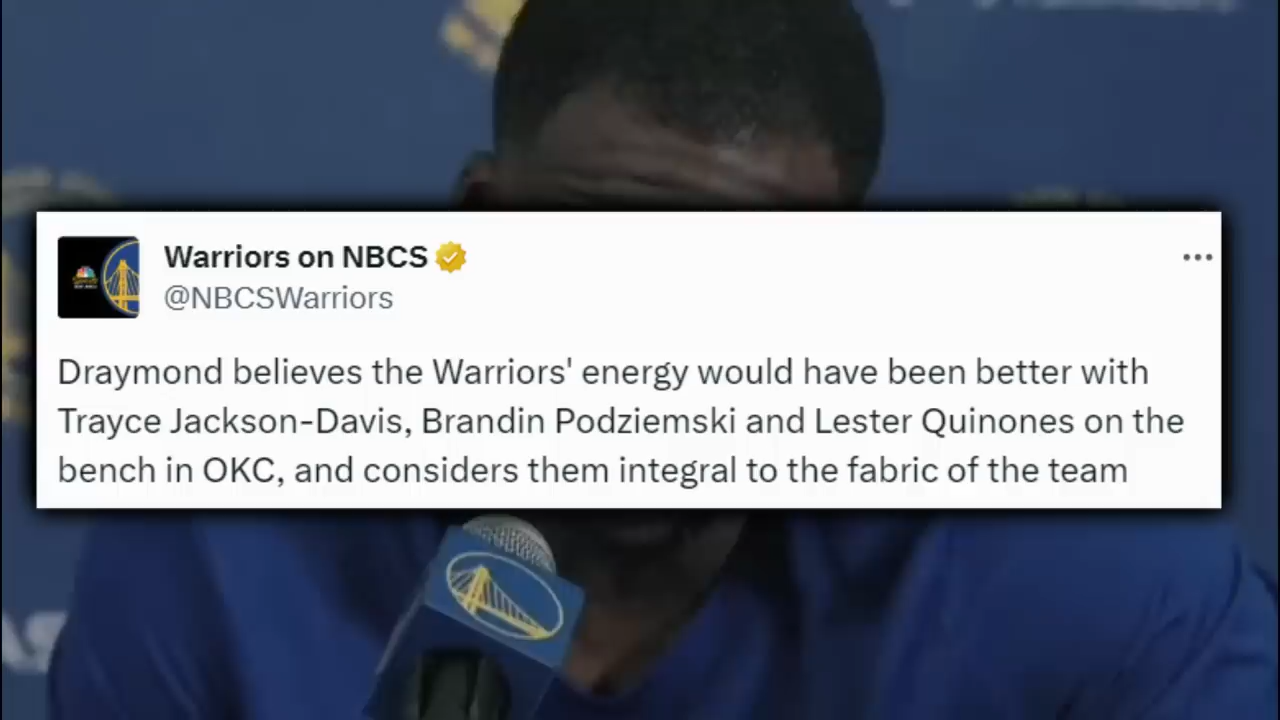 Warriors on NBCS
@NBCSWarriors
Draymond believes the Warriors' energy would have been better with
Trayce Jackson-Davis, Brandin Podziemski and Lester Quinones on the
bench in OKC, and considers them integral to the fabric of the team